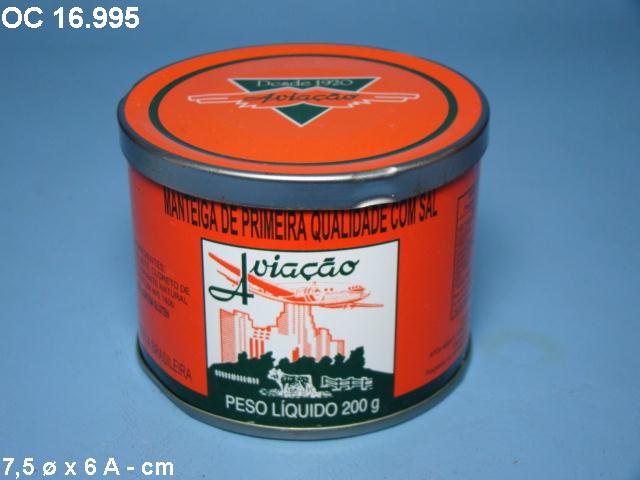 OC 16.995
Desde 1920
Aviação
MANTEIGA DE PRIMEIRA QUALIDADE COM SAL
Aviação
BRASILEIRA
PESO LÍQUIDO 200 g
7,5 ø x 6 A - cm